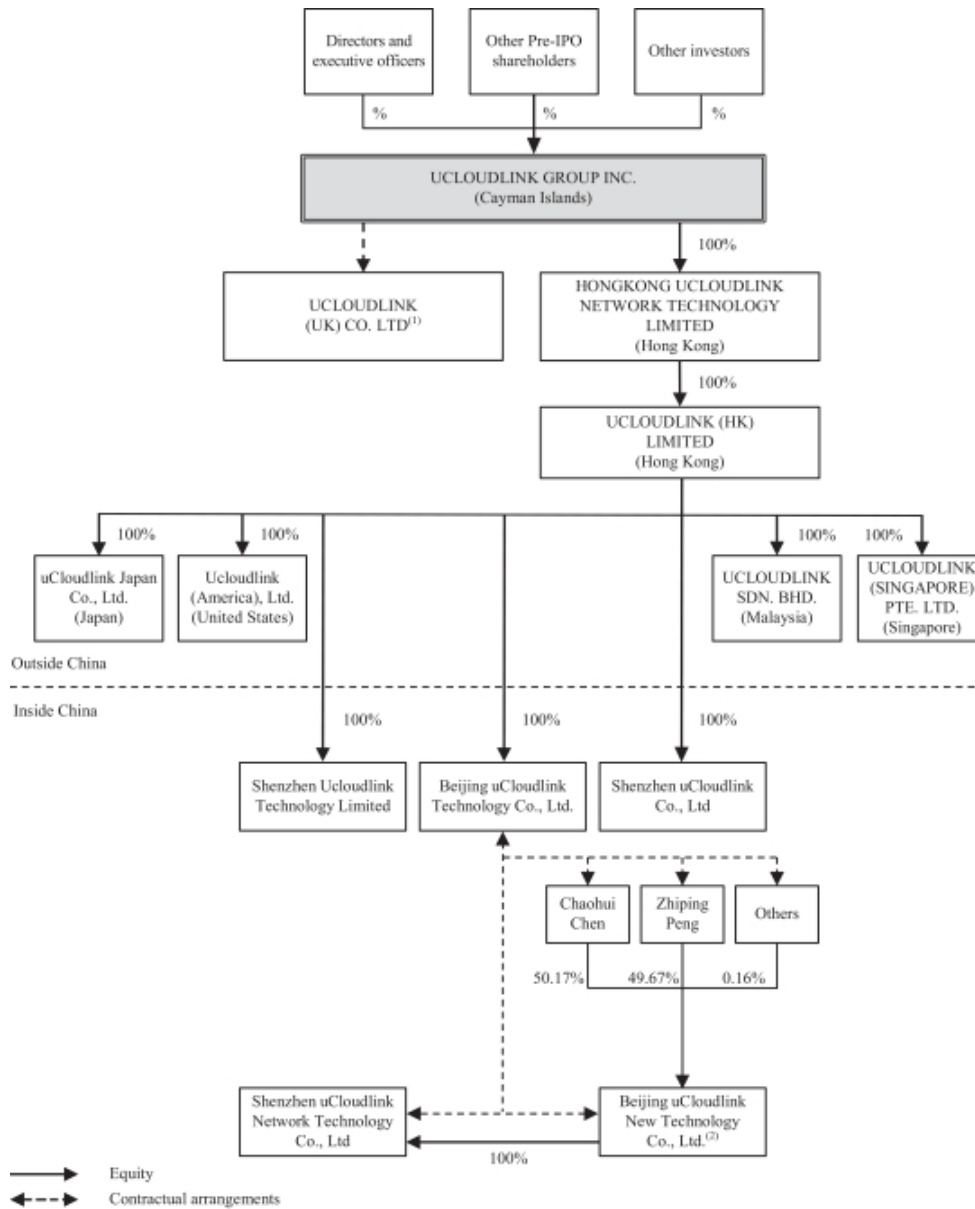 Directors and
executive officers
Other Pre-IPO
shareholders
Other investors
%
%
%
UCLOUDLINK GROUP INC.
(Cayman Islands)
100%
UCLOUDLINK
(UK) CO. LTD(1)
HONGKONG UCLOUDLINK
NETWORK TECHNOLOGY
LIMITED
(Hong Kong)
100%
UCLOUDLINK (HK)
LIMITED
(Hong Kong)
100%
100%
100%
100%
uCloudlink Japan
Co., Ltd.
(Japan)
Ucloudlink
(America), Ltd.
(United States)
UCLOUDLINK
SDN. BHD.
(Malaysia)
UCLOUDLINK
(SINGAPORE)
PTE. LTD.
(Singapore)
Outside China
Inside China
100%
100%
100%
Shenzhen Ucloudlink
Technology Limited
Beijing uCloudlink
Technology Co., Ltd.
Shenzhen uCloudlink
Co., Ltd
Chaohui
Chen
Zhiping
Peng
Others
50.17%
49.67%
0.16%
Shenzhen uCloudlink
Network Technology
Co., Ltd
Beijing uCloudlink
New Technology
Co., Ltd.(2)
100%
Equity
Contractual arrangements